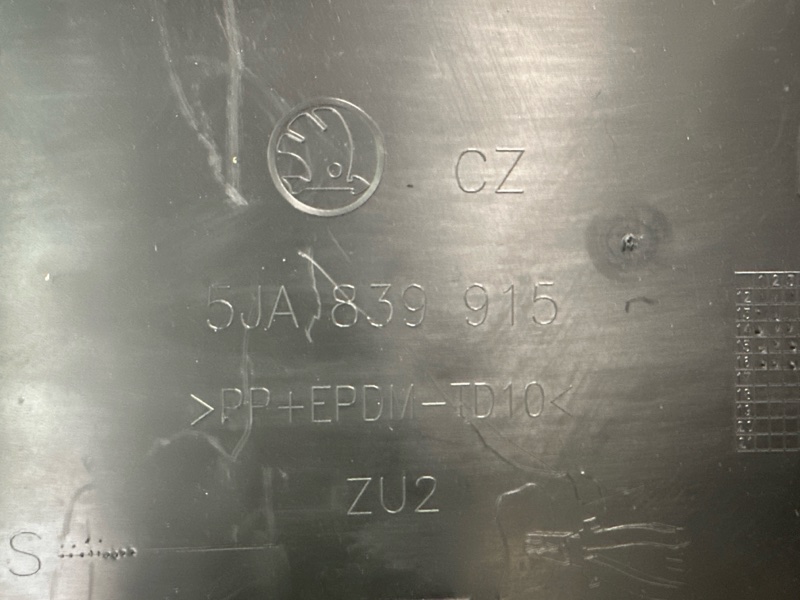 CZ
5JA 839 915
>PP+EPDM-TD10<
ZU2
S